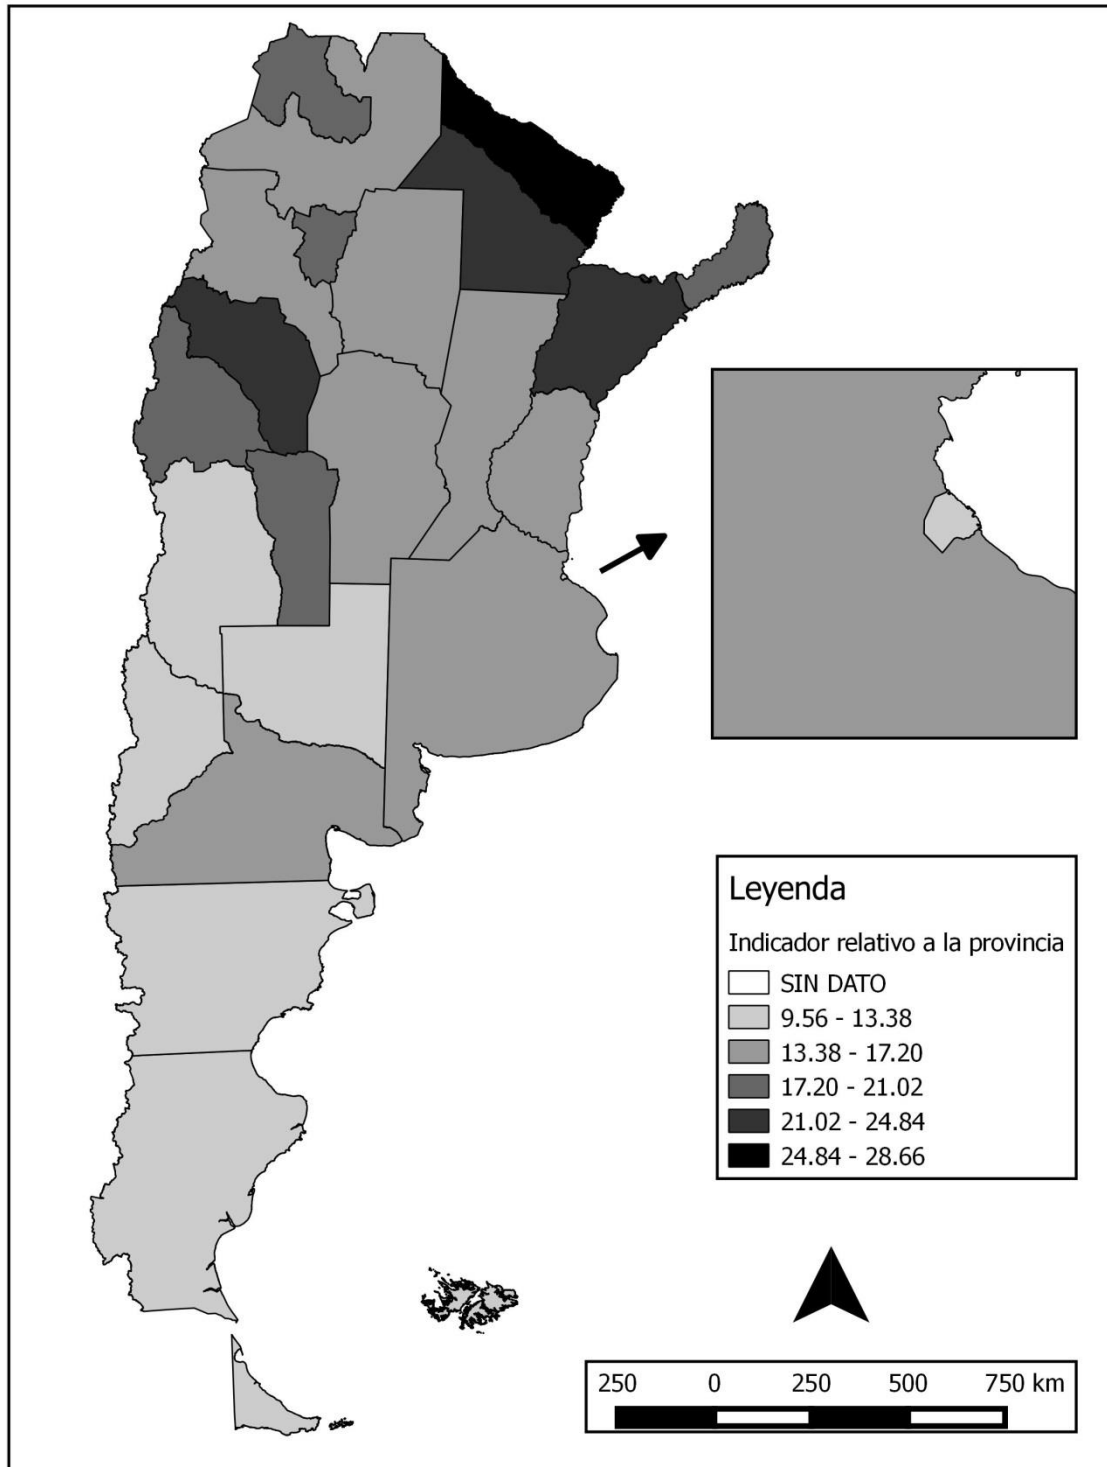 Leyenda
Indicador relativo a la provincia
SIN DATO
9.56 - 13.38
13.38 - 17.20
17.20 - 21.02
21.02 - 24.84
24.84 - 28.66
250 0 250 500 750 km